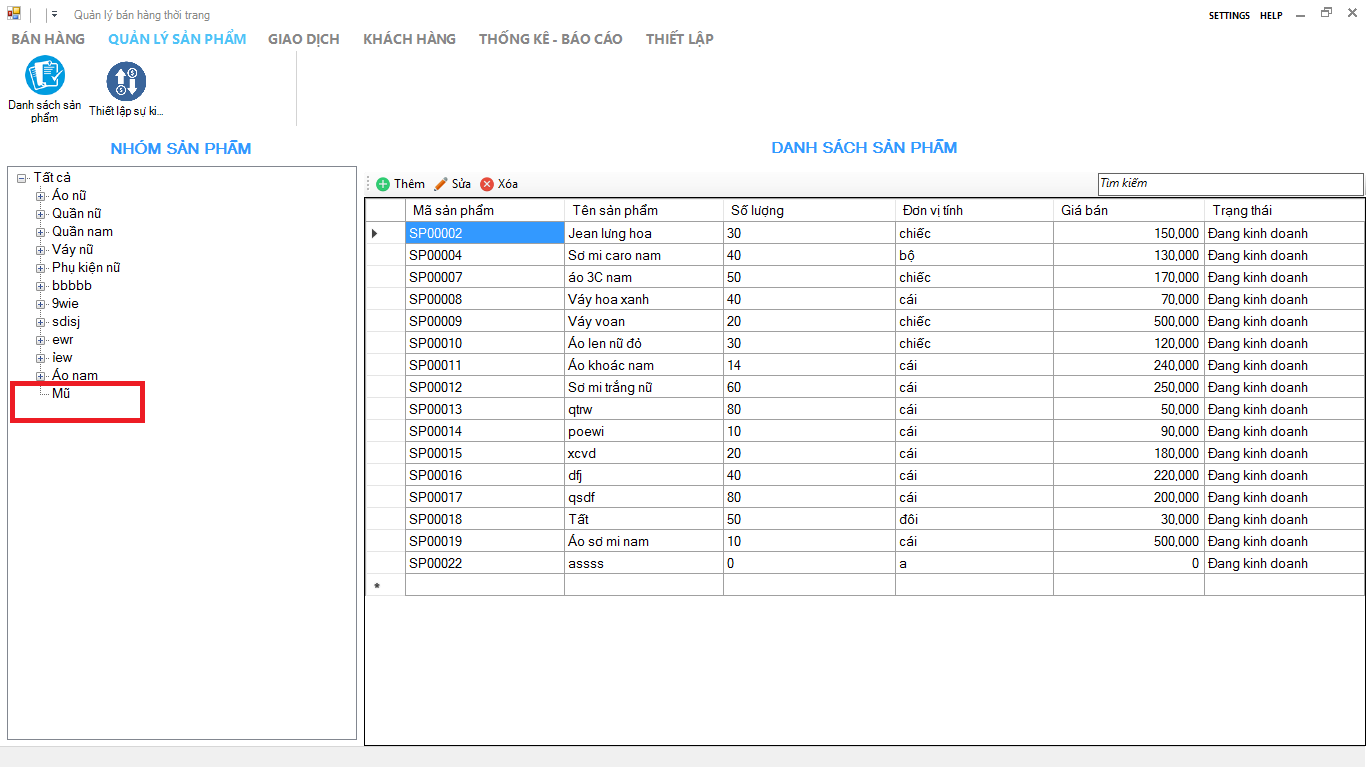 Quản lý bán hàng thời trang
SETTINGS HELP
BÁN HÀNG QUẢN LÝ SẢN PHẨM GIAO DỊCH KHÁCH HÀNG THỐNG KÊ - BÁO CÁO THIẾT LẬP
Danh sách sản
phẩm
Thiết lập sự ki...
NHÓM SẢN PHẨM
Tất cả
Áo nữ
Quần nữ
Quần nam
Váy nữ
Phụ kiện nữ
bbbbb
9wie
sdisj
ewr
iew
Áo nam
Mũ
DANH SÁCH SẢN PHẨM
Thêm Sửa Xóa Tìm kiếm
Mã sản phẩm Tên sản phẩm Số lượng Đơn vị tính Giá bán Trạng thái
SP00002 Jean lưng hoa 30 chiếc 150,000 Đang kinh doanh
SP00004 Sơ mi caro nam 40 bộ 130,000 Đang kinh doanh
SP00007 áo 3C nam 50 chiếc 170,000 Đang kinh doanh
SP00008 Váy hoa xanh 40 cái 70,000 Đang kinh doanh
SP00009 Váy voan 20 chiếc 500,000 Đang kinh doanh
SP00010 Áo len nữ đỏ 30 chiếc 120,000 Đang kinh doanh
SP00011 Áo khoác nam 14 cái 240,000 Đang kinh doanh
SP00012 Sơ mi trắng nữ 60 cái 250,000 Đang kinh doanh
SP00013 qtrw 80 cái 50,000 Đang kinh doanh
SP00014 poewi 10 cái 90,000 Đang kinh doanh
SP00015 xcvd 20 cái 180,000 Đang kinh doanh
SP00016 dfj 40 cái 220,000 Đang kinh doanh
SP00017 qsdf 80 cái 200,000 Đang kinh doanh
SP00018 Tất 50 đôi 30,000 Đang kinh doanh
SP00019 Áo sơ mi nam 10 cái 500,000 Đang kinh doanh
SP00022 assss 0 a 0 Đang kinh doanh